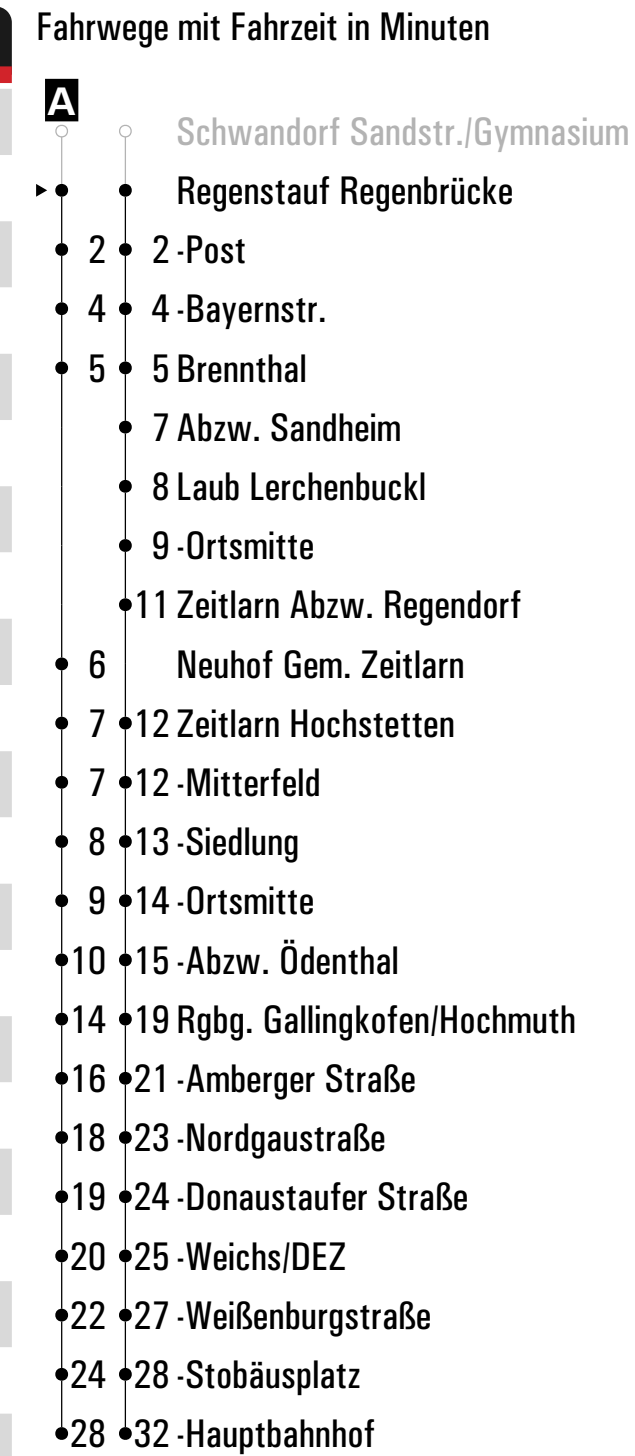 Fahrwege mit Fahrzeit in Minuten
A
Schwandorf Sandstr./Gymnasium
Regenstauf Regenbrücke
2 2 -Post
4 4 -Bayernstr.
5 5 Brennthal
7 Abzw. Sandheim
8 Laub Lerchenbuckl
9 -Ortsmitte
11 Zeitlarn Abzw. Regendorf
6 Neuhof Gem. Zeitlarn
7 12 Zeitlarn Hochstetten
7 12 -Mitterfeld
8 13 -Siedlung
9 14 -Ortsmitte
10 15 -Abzw. Ödenthal
14 19 Rgbg. Gallingkofen/Hochmuth
16 21 -Amberger Straße
18 23 -Nordgaustraße
19 24 -Donaustaufer Straße
20 25 -Weichs/DEZ
22 27 -Weißenburgstraße
24 28 -Stobäusplatz
28 32 -Hauptbahnhof